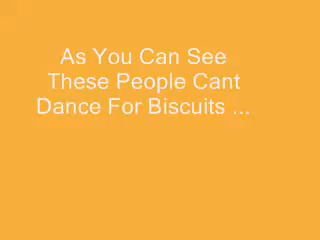 As You Can See
These People Cant
Dance For Biscuits ...